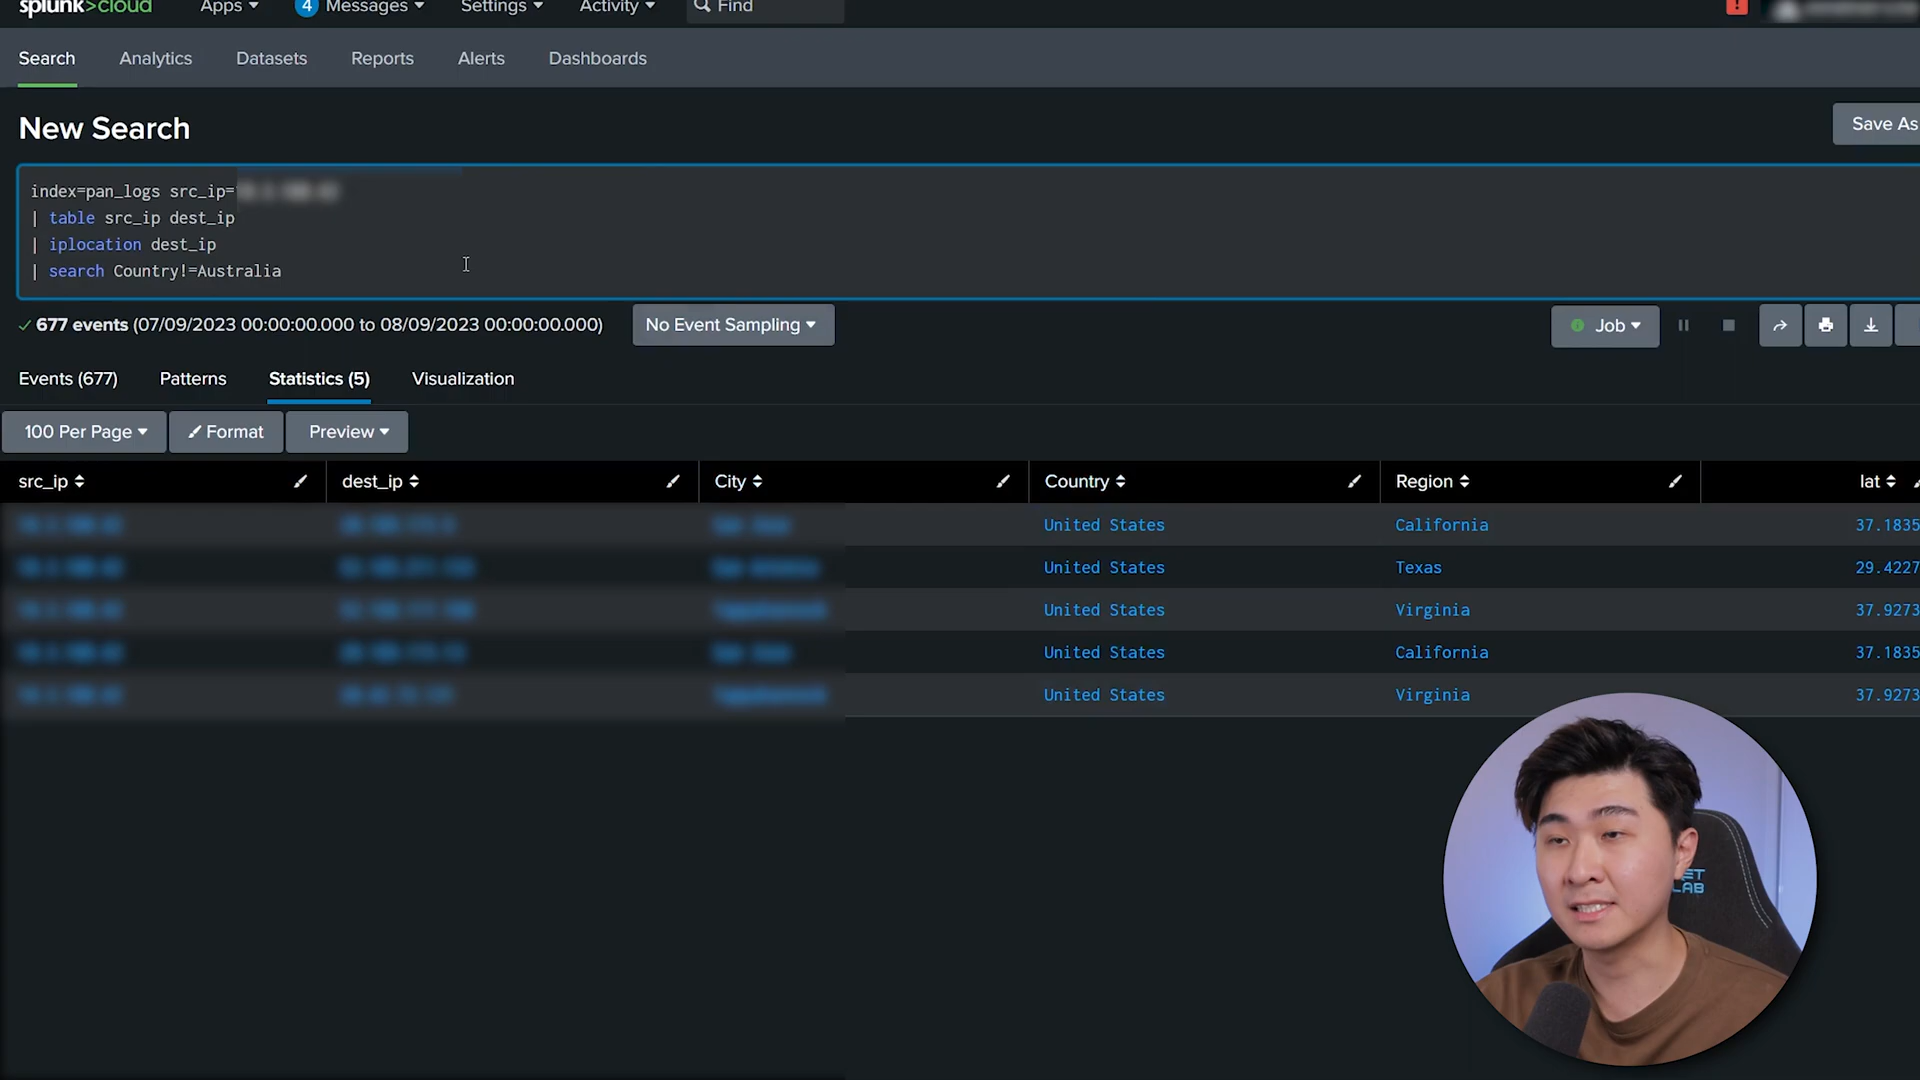 splunk>cloud Apps 4 Messages Settings Activity Find !
Search Analytics Datasets Reports Alerts Dashboards
New Search
Save As
index=pan_logs src_ip=
| table src_ip dest_ip
| iplocation dest_ip
| search Country!=Australia
677 events (07/09/2023 00:00:00.000 to 08/09/2023 00:00:00.000) No Event Sampling Job
Events (677) Patterns Statistics (5) Visualization
100 Per Page Format Preview
src_ip dest_ip City Country Region lat
United States California 37.1835
United States Texas 29.4227
United States Virginia 37.9273
United States California 37.1835
United States Virginia 37.9273
ET
LAB